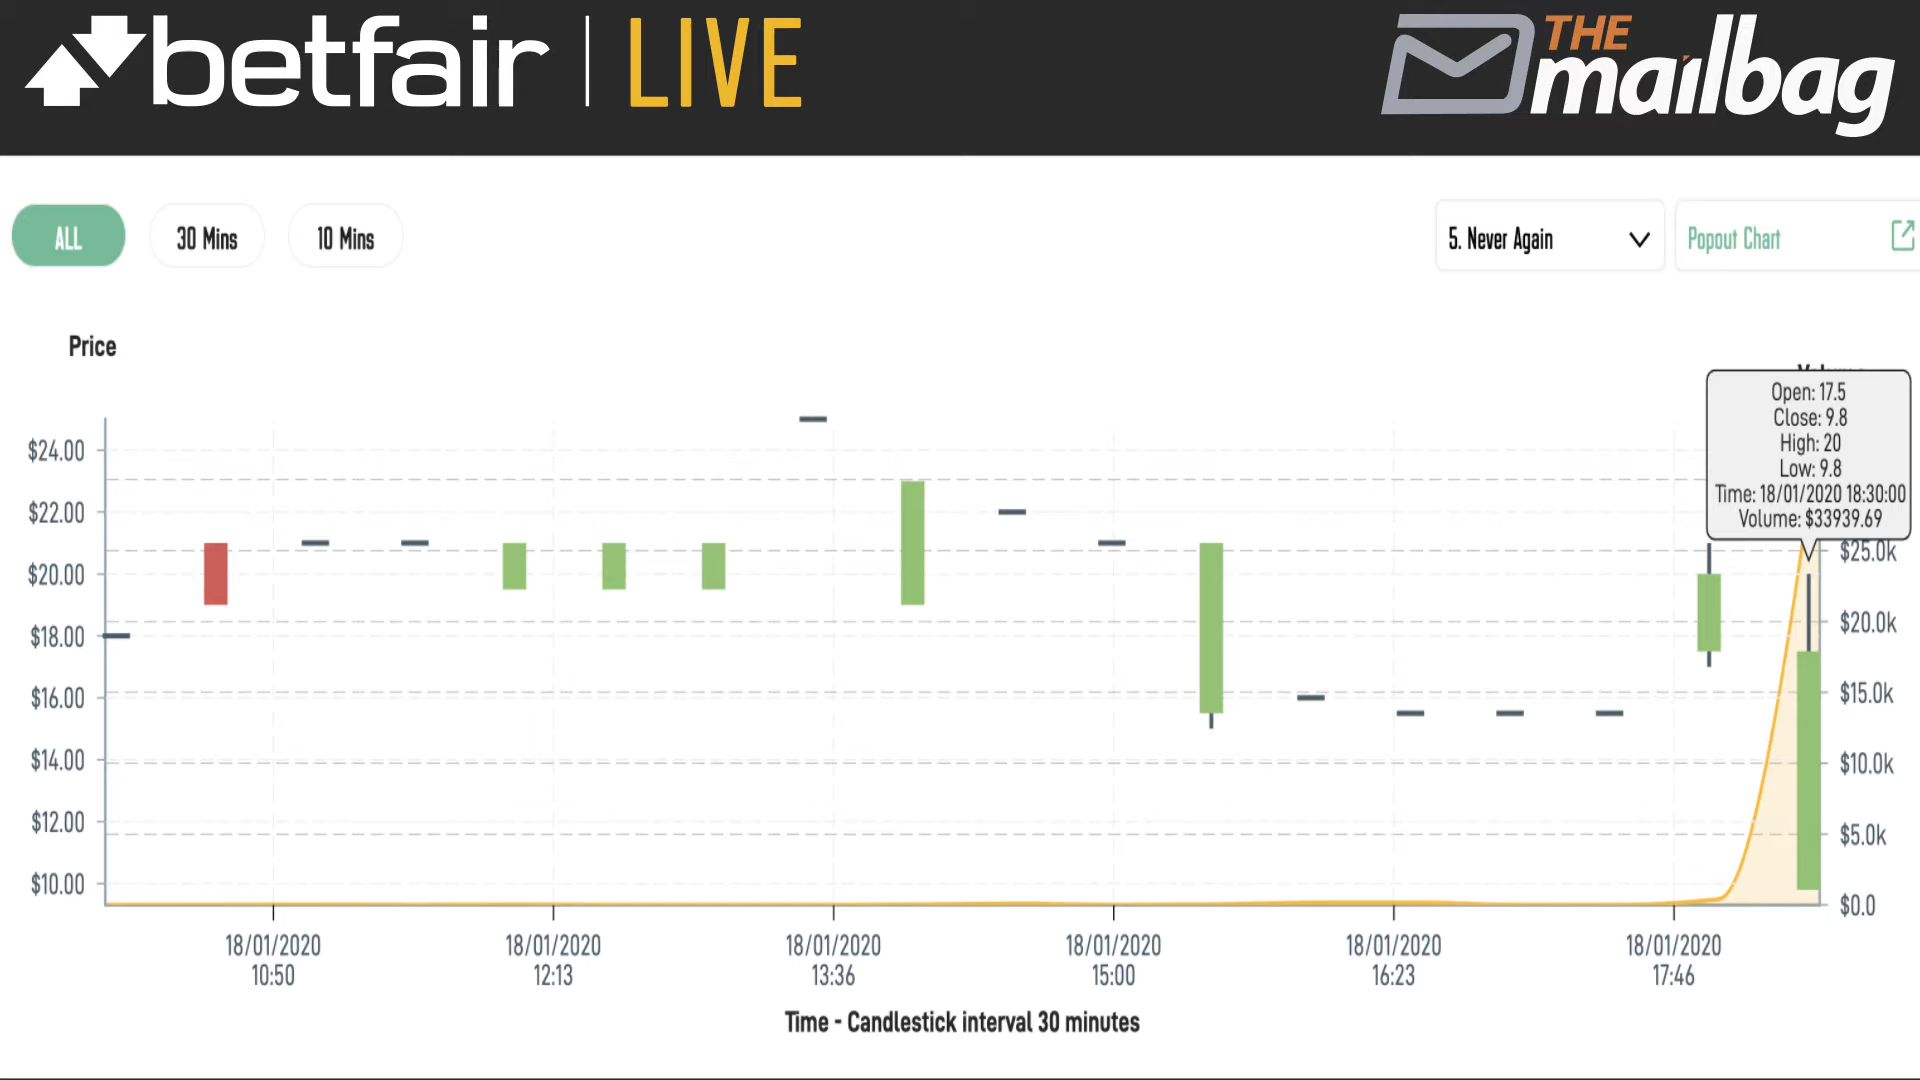 betfair LIVE
THE
mailbag
ALL
30 Mins
10 Mins
5. Never Again
Popout Chart
Price
Open: 17.5
Close: 9.8
High: 20
Low: 9.8
Time: 18/01/2020 18:30:00
Volume: $33939.69
$24.00
$22.00
$20.00
$18.00
$16.00
$14.00
$12.00
$10.00
$25.0k
$20.0k
$15.0k
$10.0k
$5.0k
$0.0
18/01/2020
10:50
18/01/2020
12:13
18/01/2020
13:36
18/01/2020
15:00
18/01/2020
16:23
18/01/2020
17:46
Time - Candlestick interval 30 minutes